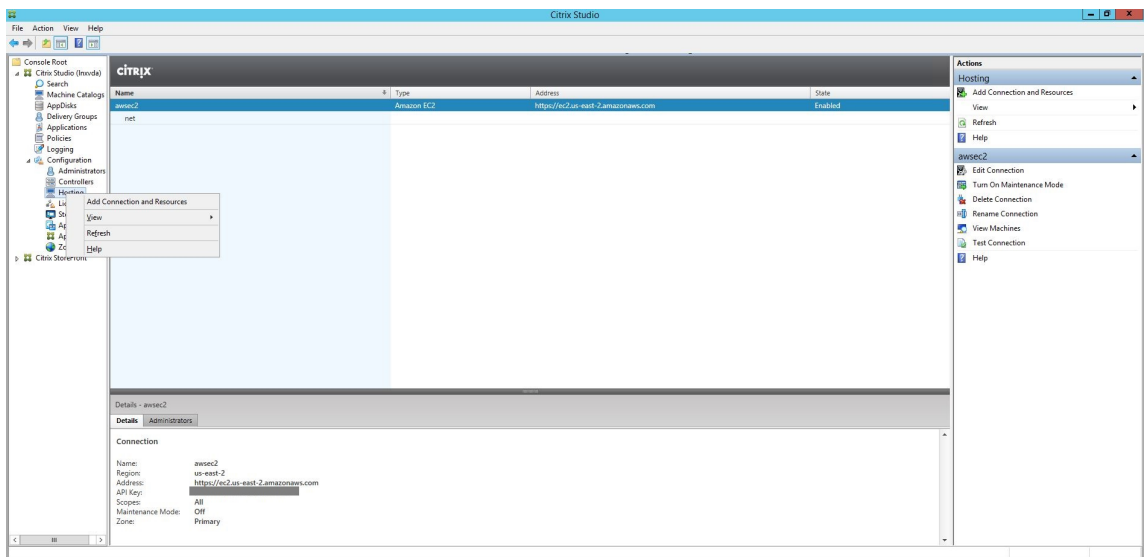 Citrix Studio
File Action View Help
Console Root
Citrix Studio (lnxvda)
Search
Machine Catalogs
AppDisks
Delivery Groups
Applications
Policies
Logging
Configuration
Administrators
Controllers
Hosting
Citrix StoreFront
Add Connection and Resources
View
Refresh
Help
CİTRIX
Name Type Address State
awsec2 Amazon EC2 https://ec2.us-east-2.amazonaws.com Enabled
net
Details - awsec2
Details Administrators
Connection
Name: awsec2
Region: us-east-2
Address: https://ec2.us-east-2.amazonaws.com
API Key:
Scopes: All
Maintenance Mode: Off
Zone: Primary
Actions
Hosting
Add Connection and Resources
View
Refresh
Help
awsec2
Edit Connection
Turn On Maintenance Mode
Delete Connection
Rename Connection
View Machines
Test Connection
Help